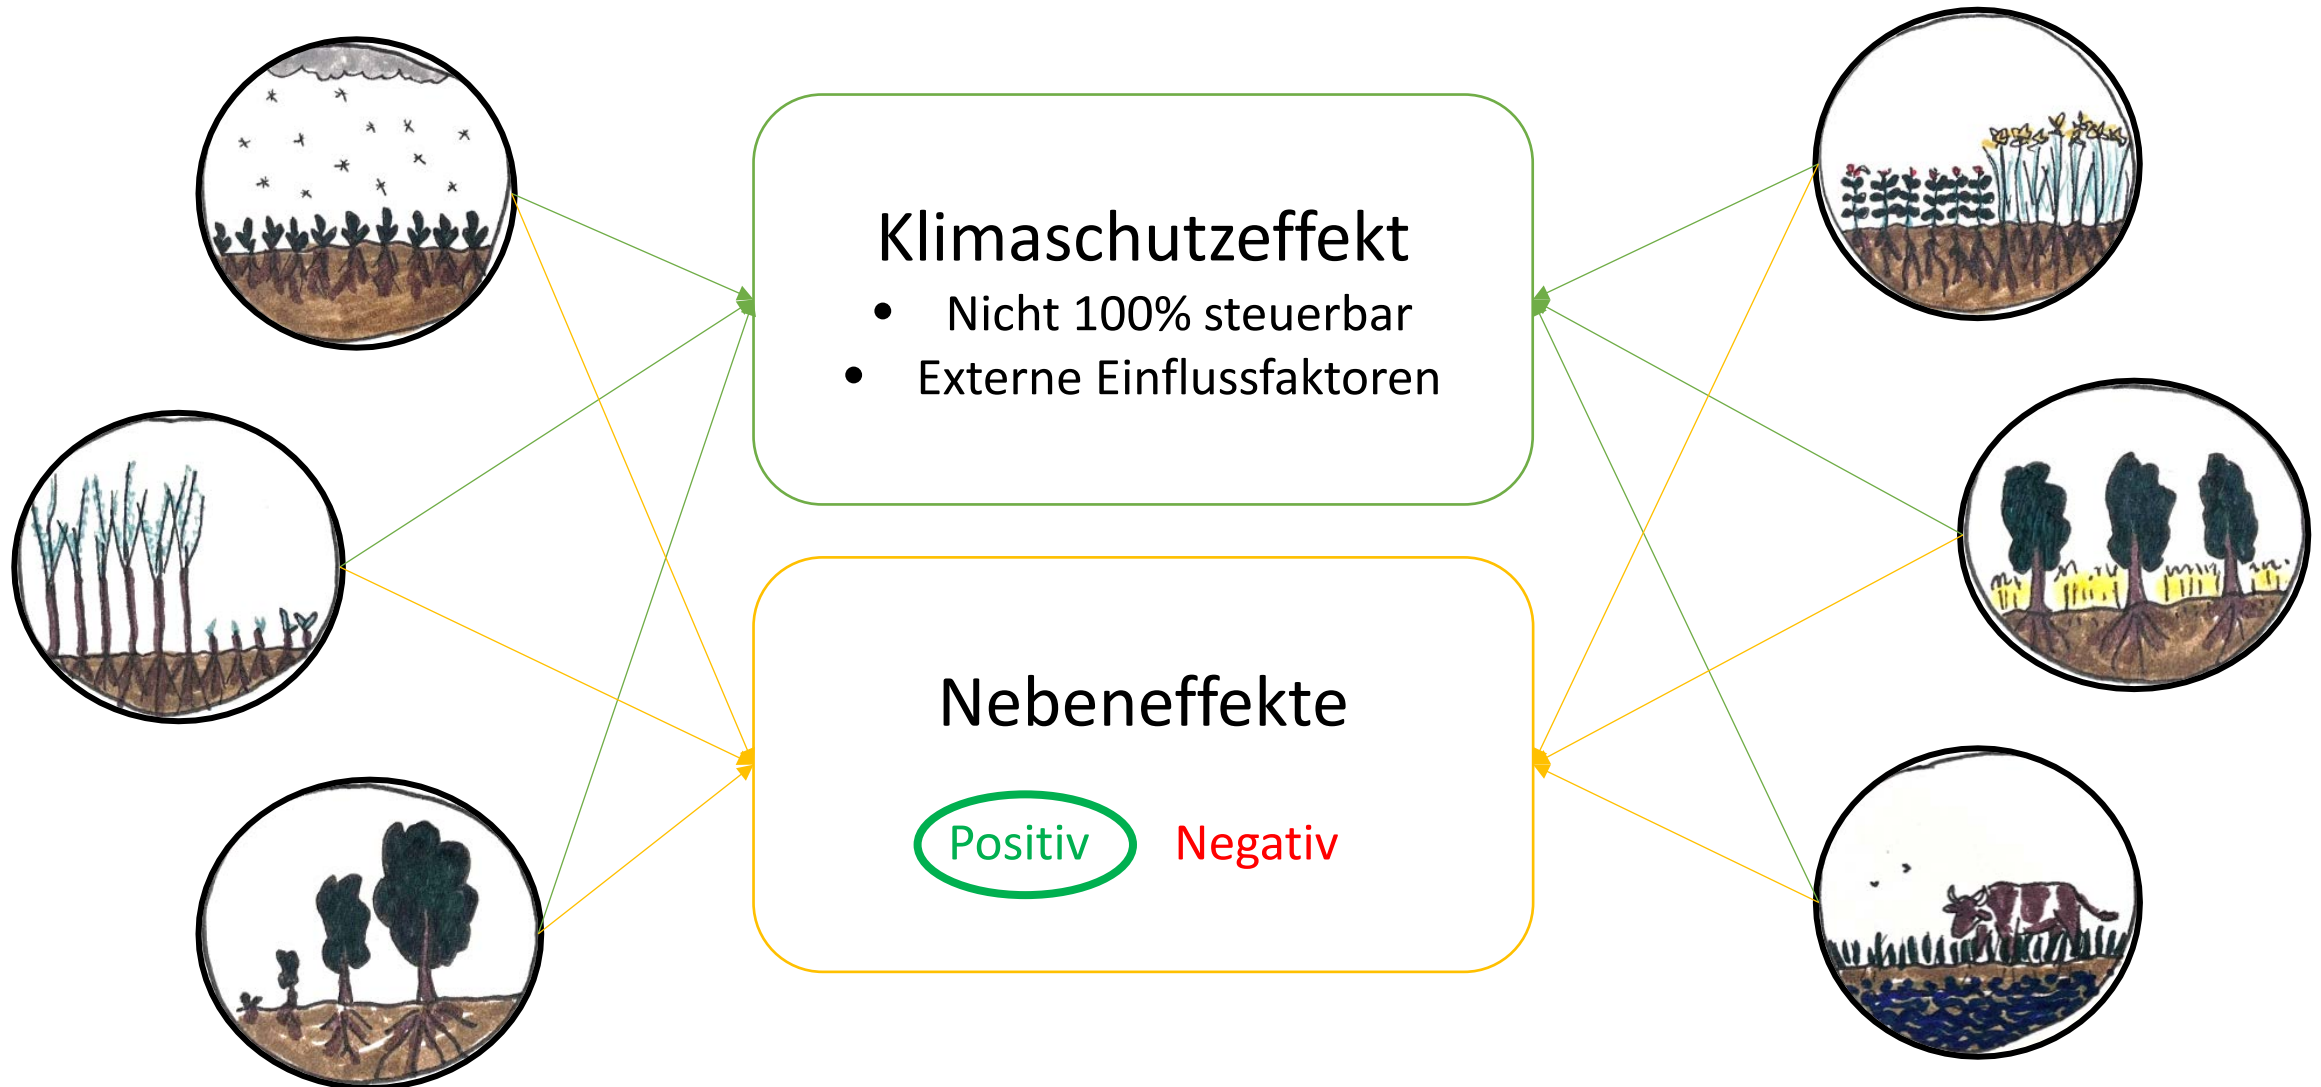 Klimaschutzeffekt
• Nicht 100% steuerbar
• Externe Einflussfaktoren
Nebeneffekte
Positiv Negativ